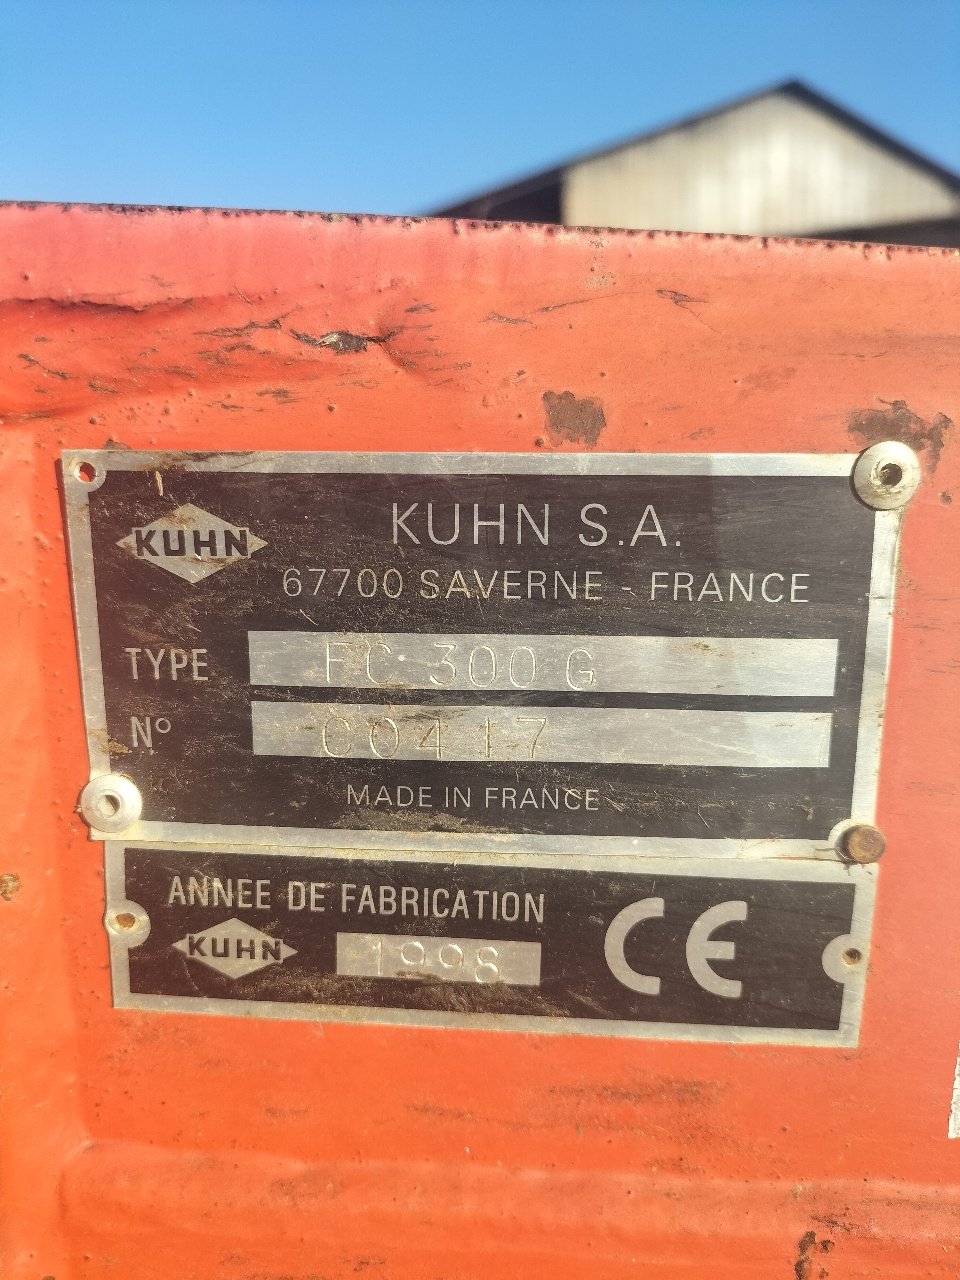 KUHN
KUHN S.A.
67700 SAVERNE - FRANCE
TYPE FC 300 G
N° C0417
MADE IN FRANCE
ANNEE DE FABRICATION
KUHN 1998 CE